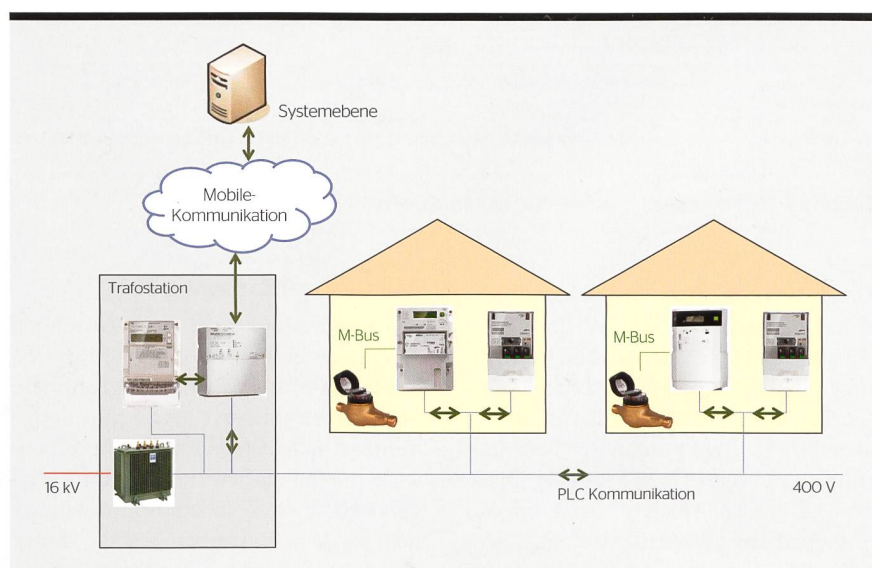 Systemebene
Mobile-
Kommunikation
Trafostation
M-Bus
M-Bus
16 kV
PLC Kommunikation
400 V